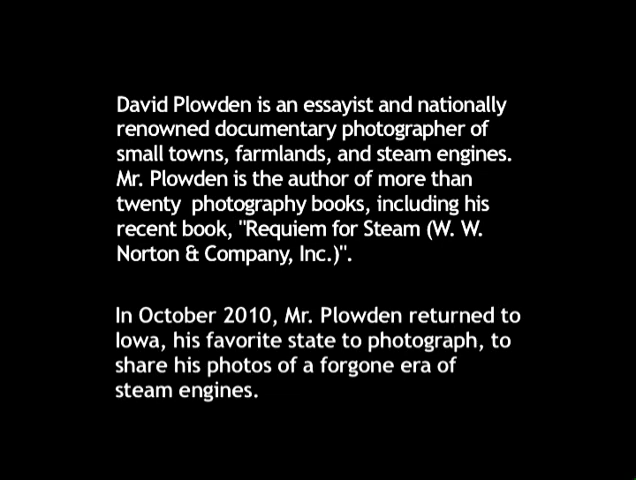 David Plowden is an essayist and nationally
renowned documentary photographer of
small towns, farmlands, and steam engines.
Mr. Plowden is the author of more than
twenty  photography books, including his
recent book, "Requiem for Steam (W. W.
Norton & Company, Inc.)".
In October 2010, Mr. Plowden returned to
Iowa, his favorite state to photograph, to
share his photos of a forgone era of
steam engines.